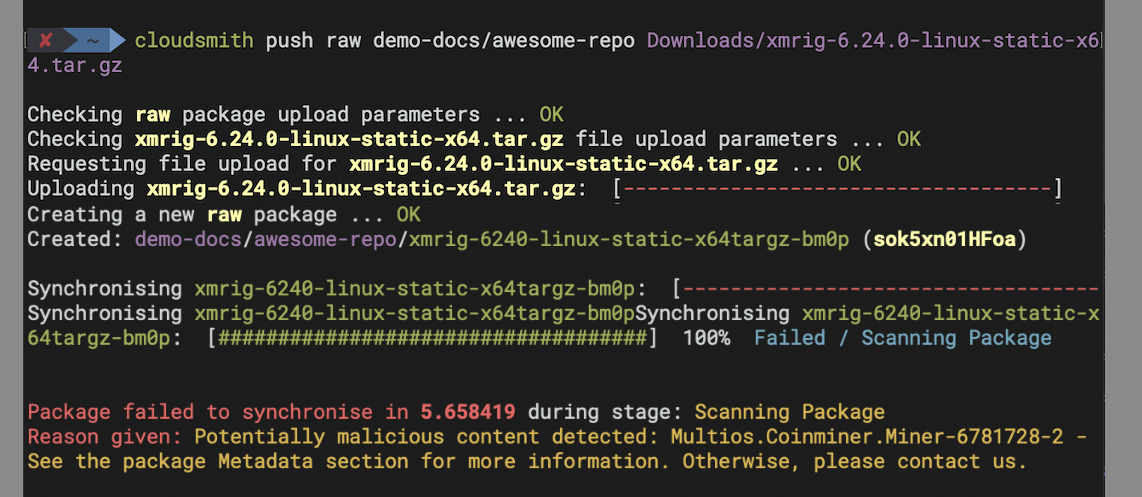 ✘ ~ cloudsmith push raw demo-docs/awesome-repo Downloads/xmrig-6.24.0-linux-static-x6
4.tar.gz
Checking raw package upload parameters ... OK
Checking xmrig-6.24.0-linux-static-x64.tar.gz file upload parameters ... OK
Requesting file upload for xmrig-6.24.0-linux-static-x64.tar.gz ... OK
Uploading xmrig-6.24.0-linux-static-x64.tar.gz:  [------------------------------------]
Creating a new raw package ... OK
Created: demo-docs/awesome-repo/xmrig-6240-linux-static-x64targz-bm0p (sok5xn01HFoa)
Synchronising xmrig-6240-linux-static-x64targz-bm0p:  [-----------------------------------
Synchronising xmrig-6240-linux-static-x64targz-bm0pSynchronising xmrig-6240-linux-static-x
64targz-bm0p:  [####################################]  100%  Failed / Scanning Package
Package failed to synchronise in 5.658419 during stage: Scanning Package
Reason given: Potentially malicious content detected: Multios.Coinminer.Miner-6781728-2 -
See the package Metadata section for more information. Otherwise, please contact us.